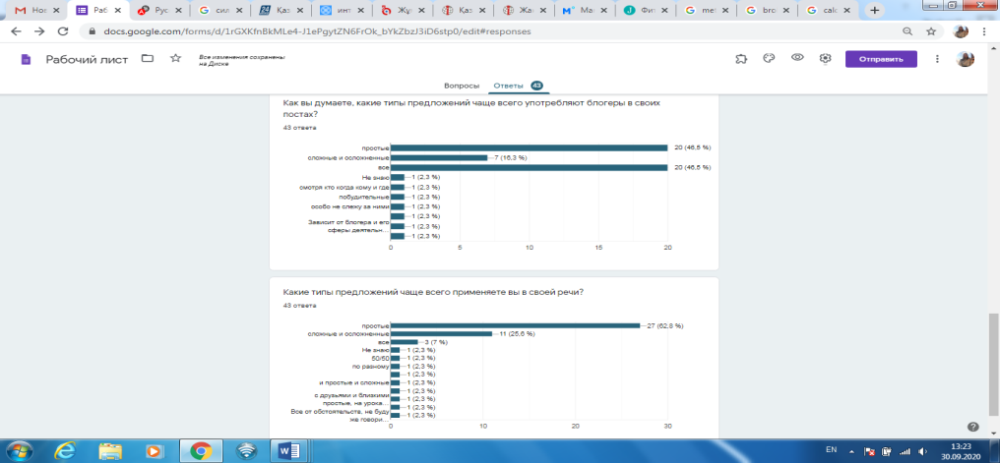 Нов
Раб
Рус
сил
Қаз
инт
Жұ
Қаз
Жаc
Мас
Фит
met
bro
calc
docs.google.com/forms/d/1rGXKfnBkMLe4-J1ePgytZN6FrOk_bYkZbzJ3iD6stp0/edit#responses
Рабочий лист
Все изменения сохранены
на Диске
Отправить
Вопросы Ответы 43
Как вы думаете, какие типы предложений чаще всего употребляют блогеры в своих
постах?
43 ответа
простые 20 (46,5 %)
сложные и осложненные 7 (16,3 %)
все 20 (46,5 %)
Не знаю 1 (2,3 %)
смотря кто когда кому и где 1 (2,3 %)
побудительные 1 (2,3 %)
особо не слежу за ними 1 (2,3 %)
1 (2,3 %)
Зависит от блогера и его
сферы деятельн... 1 (2,3 %)
1 (2,3 %)
0 5 10 15 20
Какие типы предложений чаще всего применяете вы в своей речи?
43 ответа
простые 27 (62,8 %)
сложные и осложненные 11 (25,6 %)
все 3 (7 %)
Не знаю 1 (2,3 %)
50/50 1 (2,3 %)
по разному 1 (2,3 %)
1 (2,3 %)
и простые и сложные 1 (2,3 %)
1 (2,3 %)
с друзьями и близкими
простые, на урока... 1 (2,3 %)
1 (2,3 %)
Все от обстоятельств, не буду
же говори... 1 (2,3 %)
0 10 20 30
EN
13:23
30.09.2020